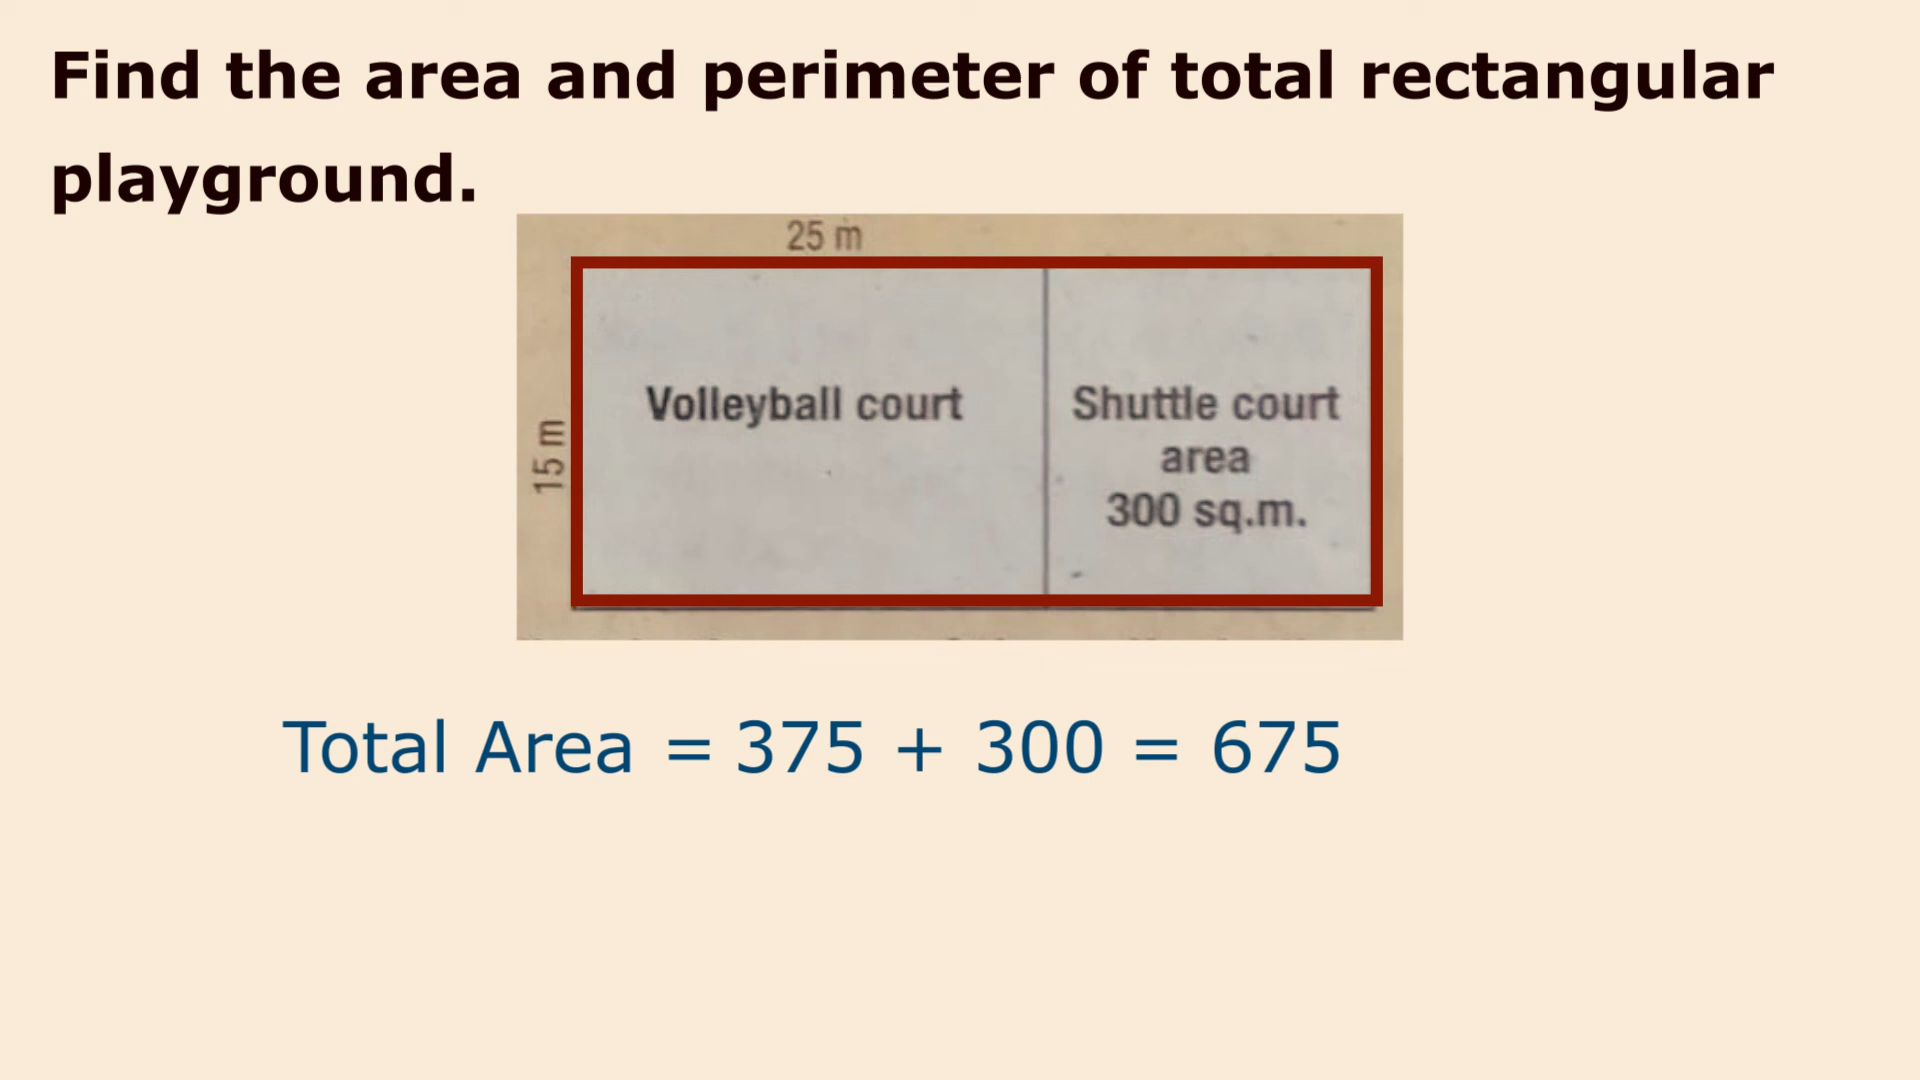 Find the area and perimeter of total rectangular
playground.
25 m
15 m
Volleyball court
Shuttle court
area
300 sq.m.
Total Area = 375 + 300 = 675